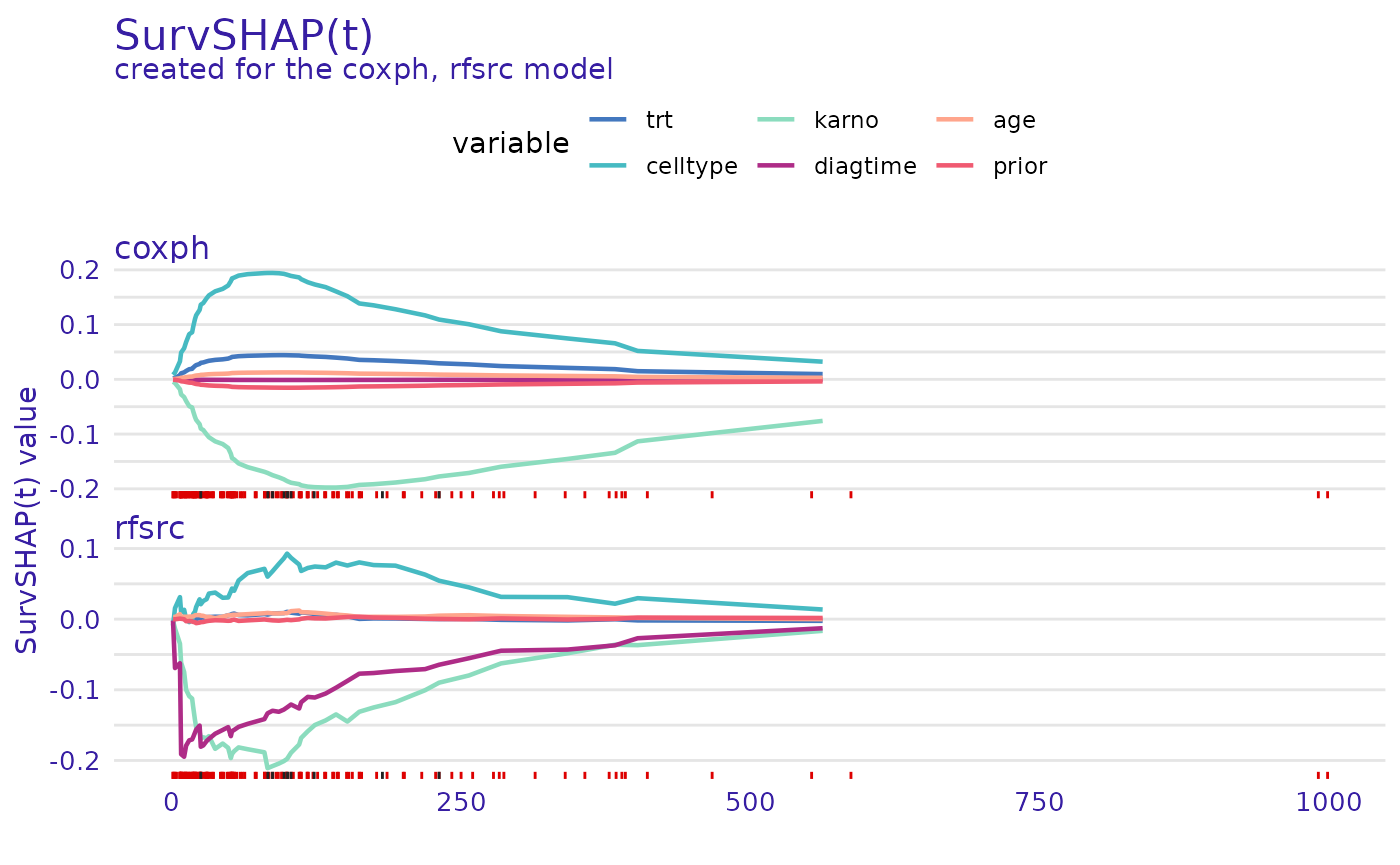 SurvSHAP(t)
created for the coxph, rfsrc model
variable
trt
karno
age
celltype
diagtime
prior
SurvSHAP(t) value
coxph
0.2
0.1
0.0
-0.1
-0.2
rfsrc
0.1
0.0
-0.1
-0.2
0
250
500
750
1000